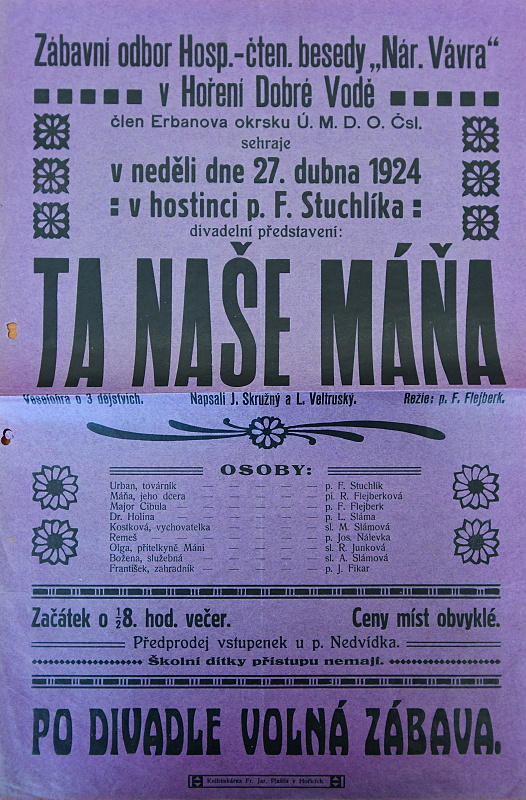 Zábavní odbor Hosp.-čten. besedy „Nár. Vávra"
v Hoření Dobré Vodě
člen Erbanova okrsku Ú. M. D. O. Čsl.
sehraje
v neděli dne 27. dubna 1924
v hostinci p. F. Stuchlíka
divadelní představení:
TA NAŠE MÁŇA
Veselohra o 3 dějstvích. Napsali J. Skružný a L. Veltruský. Režie: p. F. Flejberk.
OSOBY:
Urban, továrník — — — — — p. F. Stuchlík
Máňa, jeho dcera — — — — — pí. R. Flejberková
Major Cibula — — — — — p. F. Flejberk
Dr. Holina — — — — — p. L. Sláma
Kostková, vychovatelka — — — — sl. M. Slámová
Remeš — — — — — p. Jos. Nálevka
Olga, přítelkyně Máni — — — — sl. R. Junková
Božena, služebná — — — — — sl. A. Slámová
František, zahradník — — — — p. J. Fikar
Začátek o ½8. hod. večer. Ceny míst obvyklé.
Předprodej vstupenek u p. Nedvídka.
Školní dítky přístupu nemají.
PO DIVADLE VOLNÁ ZÁBAVA.
Knihtiskárna Fr. Jar. v Hořicích.